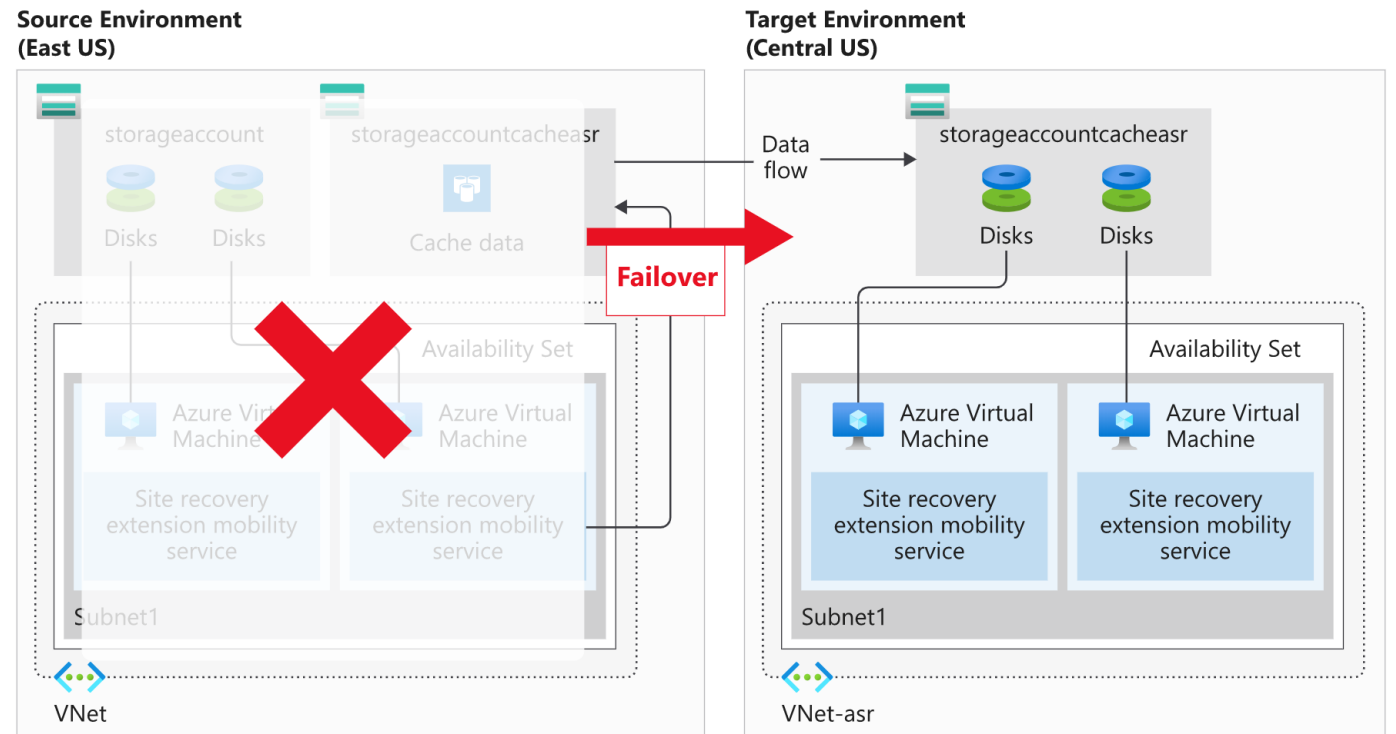 Source Environment
(East US)
storageaccount
Disks
Disks
storageaccountcacheasr
Cache data
Availability Set
Azure Virt
Machine
Azure Virtual
Machine
Site recovery
extension mobility
service
Site recovery
extension mobility
service
Subnet1
VNet
Data
flow
Failover
Target Environment
(Central US)
storageaccountcacheasr
Disks
Disks
Availability Set
Azure Virtual
Machine
Azure Virtual
Machine
Site recovery
extension mobility
service
Site recovery
extension mobility
service
Subnet1
VNet-asr